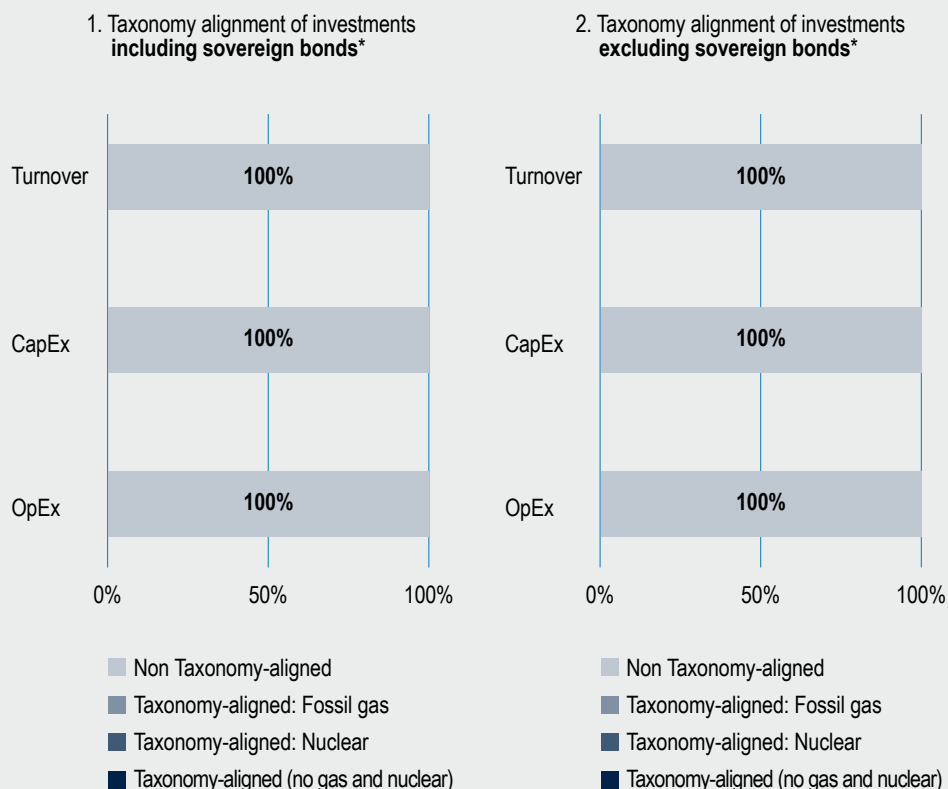 1. Taxonomy alignment of investments
including sovereign bonds*
Turnover
100%
CapEx
100%
OpEx
100%
0% 50% 100%
Non Taxonomy-aligned
Taxonomy-aligned: Fossil gas
Taxonomy-aligned: Nuclear
Taxonomy-aligned (no gas and nuclear)
2. Taxonomy alignment of investments
excluding sovereign bonds*
Turnover
100%
CapEx
100%
OpEx
100%
0% 50% 100%
Non Taxonomy-aligned
Taxonomy-aligned: Fossil gas
Taxonomy-aligned: Nuclear
Taxonomy-aligned (no gas and nuclear)